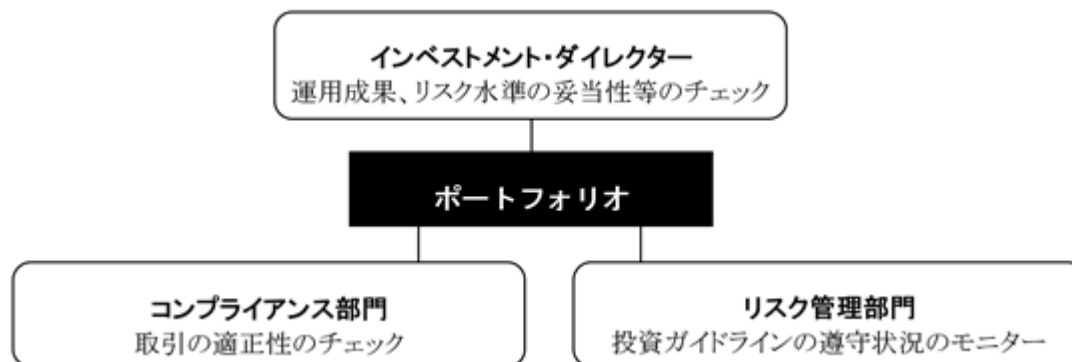 インベストメント・ダイレクター
運用成果、リスク水準の妥当性等のチェック
ポートフォリオ
コンプライアンス部門
取引の適正性のチェック
リスク管理部門
投資ガイドラインの遵守状況のモニター